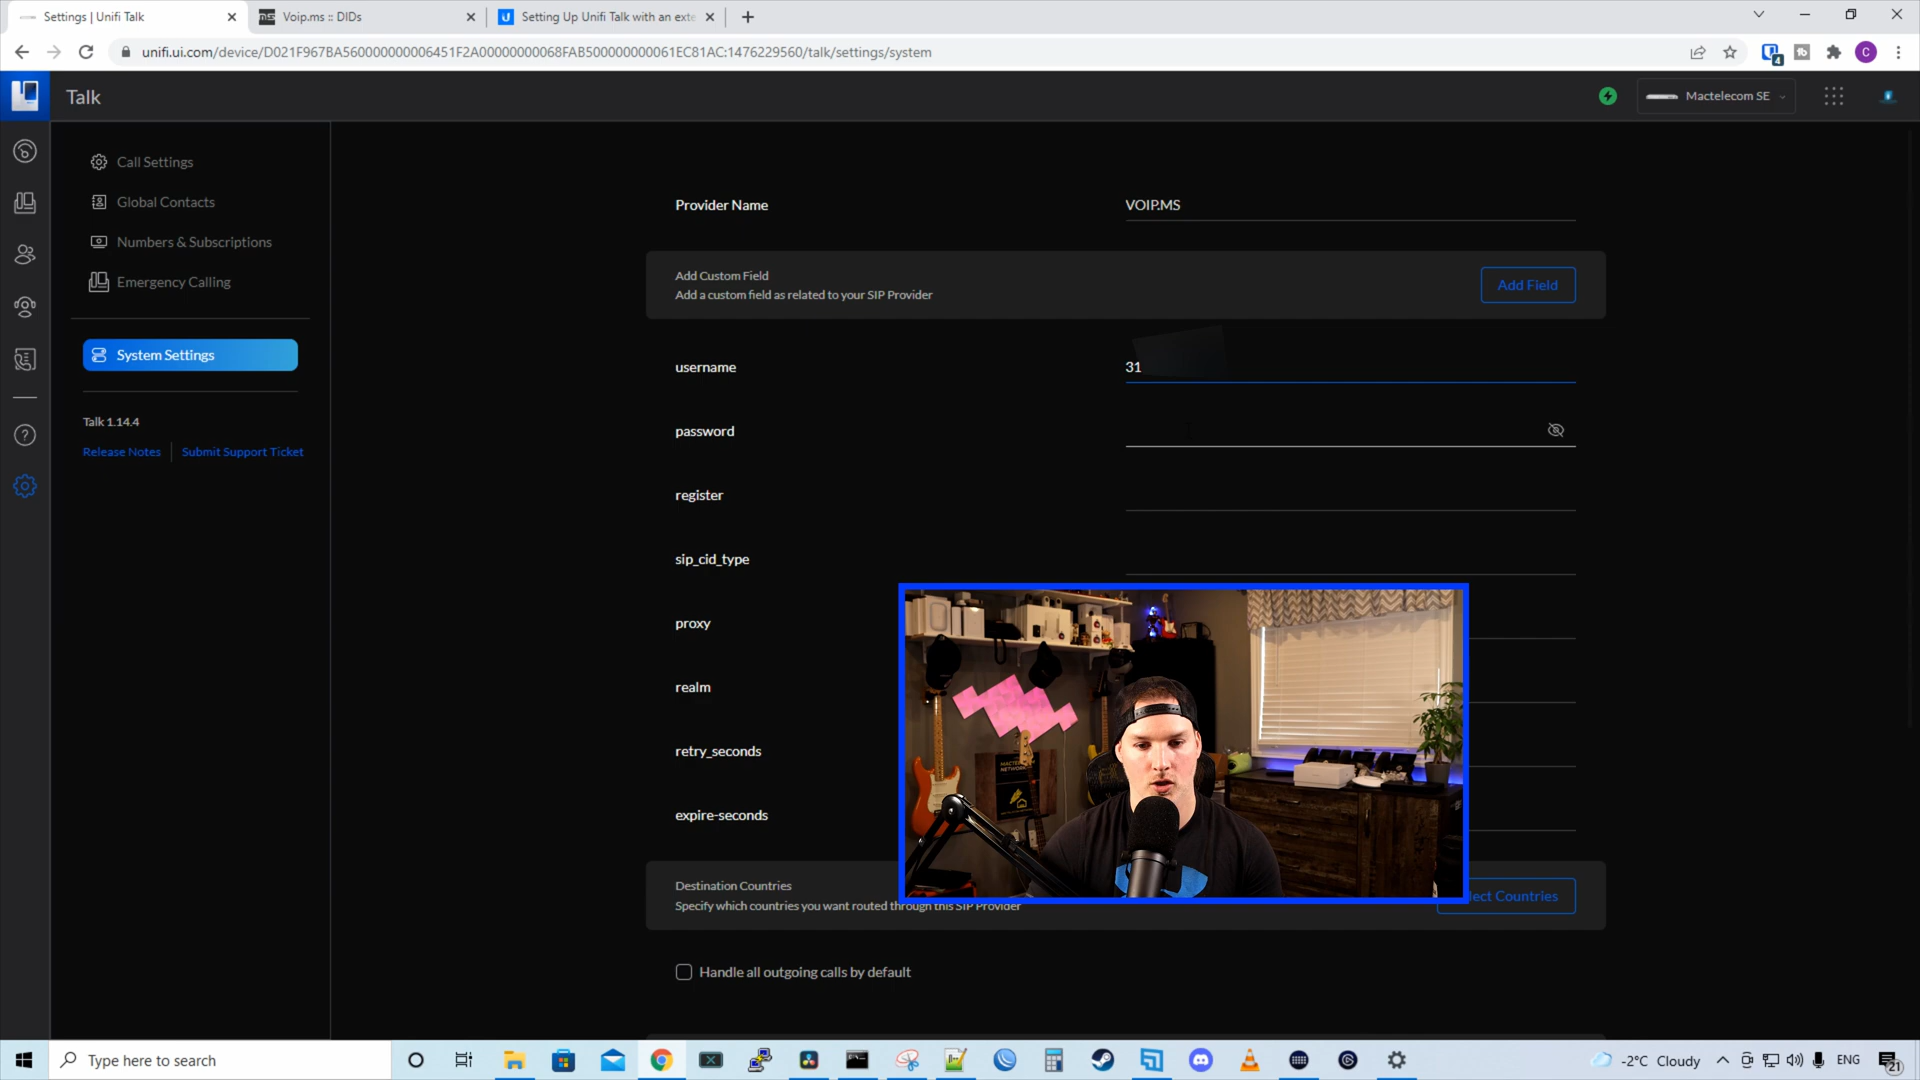 Settings | Unifi Talk
Voip.ms :: DIDs
Setting Up Unifi Talk with an exte
unifi.ui.com/device/D021F967BA560000000006451F2A00000000068FAB500000000061EC81AC:1476229560/talk/settings/system
4
C
Talk
Mactelecom SE
Call Settings
Global Contacts
Numbers & Subscriptions
Emergency Calling
System Settings
Talk 1.14.4
Release Notes
Submit Support Ticket
Provider Name
VOIP.MS
Add Custom Field
Add a custom field as related to your SIP Provider
Add Field
username
31
password
register
sip_cid_type
proxy
realm
retry_seconds
expire-seconds
Destination Countries
Specify which countries you want routed through this SIP Provider
lect Countries
Handle all outgoing calls by default
Type here to search
-2°C Cloudy
ENG
21